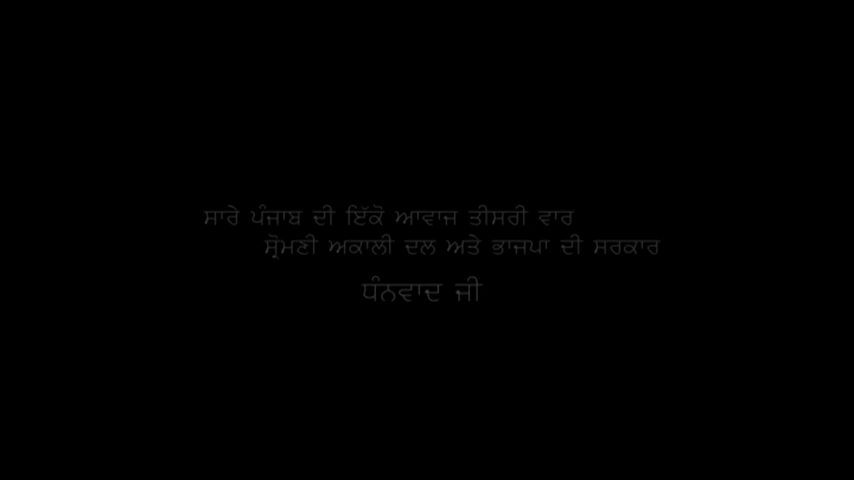 ਸਾਰੇ ਪੰਜਾਬ ਦੀ ਇੱਕੋ ਆਵਾਜ ਤੀਸਰੀ ਵਾਰ
ਸ਼੍ਰੋਮਣੀ ਅਕਾਲੀ ਦਲ ਅਤੇ ਭਾਜਪਾ ਦੀ ਸਰਕਾਰ
ਧੰਨਵਾਦ ਜੀ